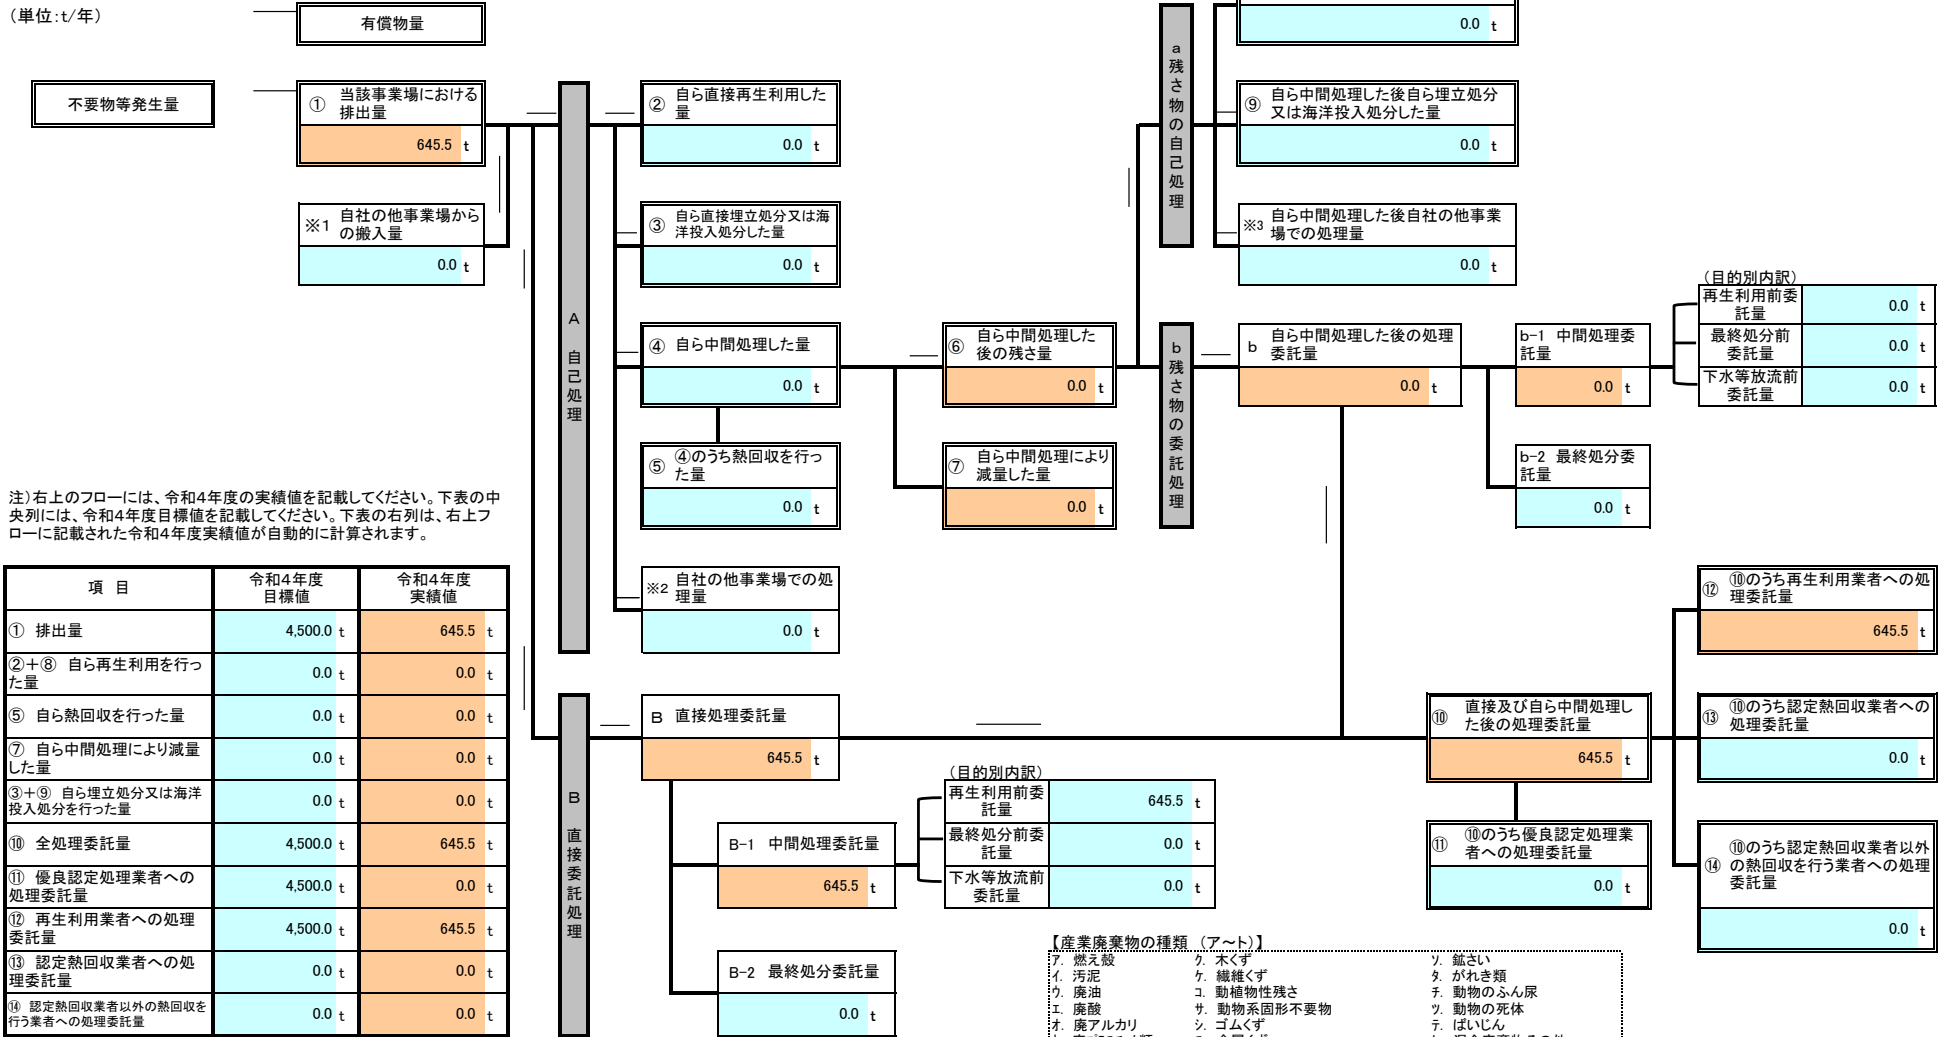 （単位：t/年）
有償物量
不要物等発生量
① 当該事業場における
排出量
645.5 t
※1 自社の他事業場から
の搬入量
0.0 t
A 自己処理
② 自ら直接再生利用した
量
0.0 t
③ 自ら直接埋立処分又は海
洋投入処分した量
0.0 t
④ 自ら中間処理した量
0.0 t
⑤ ④のうち熱回収を行っ
た量
0.0 t
※2 自社の他事業場での処
理量
0.0 t
⑥ 自ら中間処理した
後の残さ量
0.0 t
⑦ 自ら中間処理により
減量した量
0.0 t
a 残さ物の自己処理
0.0 t
⑨ 自ら中間処理した後自ら埋立処分
又は海洋投入処分した量
0.0 t
※3 自ら中間処理した後自社の他事業
場での処理量
0.0 t
b 残さ物の委託処理
b 自ら中間処理した後の処理
委託量
0.0 t
b-1 中間処理委
託量
0.0 t
b-2 最終処分委
託量
0.0 t
（目的別内訳）
再生利用前委
託量
0.0 t
最終処分前
委託量
0.0 t
下水等放流前
委託量
0.0 t
注）右上のフローには、令和4年度の実績値を記載してください。下表の中
央列には、令和4年度目標値を記載してください。下表の右列は、右上フ
ローに記載された令和4年度実績値が自動的に計算されます。
項 目 令和4年度 令和4年度
目標値 実績値
① 排出量 4,500.0 t 645.5 t
②＋⑧ 自ら再生利用を行っ
た量 0.0 t 0.0 t
⑤ 自ら熱回収を行った量 0.0 t 0.0 t
⑦ 自ら中間処理により減量
した量 0.0 t 0.0 t
③＋⑨ 自ら埋立処分又は海洋
投入処分を行った量 0.0 t 0.0 t
⑩ 全処理委託量 4,500.0 t 645.5 t
⑪ 優良認定処理業者への
処理委託量 4,500.0 t 0.0 t
⑫ 再生利用業者への処理
委託量 4,500.0 t 645.5 t
⑬ 認定熱回収業者への処
理委託量 0.0 t 0.0 t
⑭ 認定熱回収業者以外の熱回収を
行う業者への処理委託量 0.0 t 0.0 t
B 直接委託処理
B 直接処理委託量
645.5 t
B-1 中間処理委託量
645.5 t
B-2 最終処分委託量
0.0 t
（目的別内訳）
再生利用前委
託量
645.5 t
最終処分前委
託量
0.0 t
下水等放流前
委託量
0.0 t
⑩ 直接及び自ら中間処理し
た後の処理委託量
645.5 t
⑪ ⑩のうち優良認定処理業
者への処理委託量
0.0 t
⑫ ⑩のうち再生利用業者への処
理委託量
645.5 t
⑬ ⑩のうち認定熱回収業者への
処理委託量
0.0 t
⑭ ⑩のうち認定熱回収業者以外
の熱回収を行う業者への処理
委託量
0.0 t
【産業廃棄物の種類 （ア～ト）】
ア. 燃え殻 ク. 木くず ソ. 鉱さい
イ. 汚泥 ケ. 繊維くず タ. がれき類
ウ. 廃油 コ. 動植物性残さ チ. 動物のふん尿
エ. 廃酸 サ. 動物系固形不要物 ツ. 動物の死体
オ. 廃アルカリ シ. ゴムくず テ. ばいじん